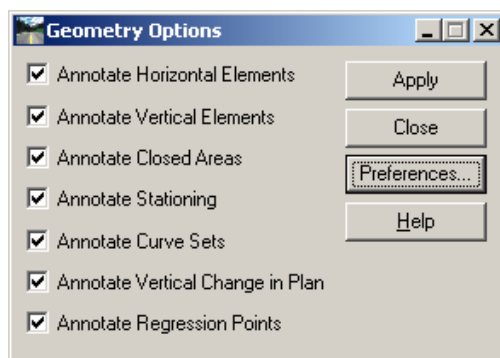 Geometry Options
Annotate Horizontal Elements
Annotate Vertical Elements
Annotate Closed Areas
Annotate Stationing
Annotate Curve Sets
Annotate Vertical Change in Plan
Annotate Regression Points
Apply
Close
Preferences...
Help